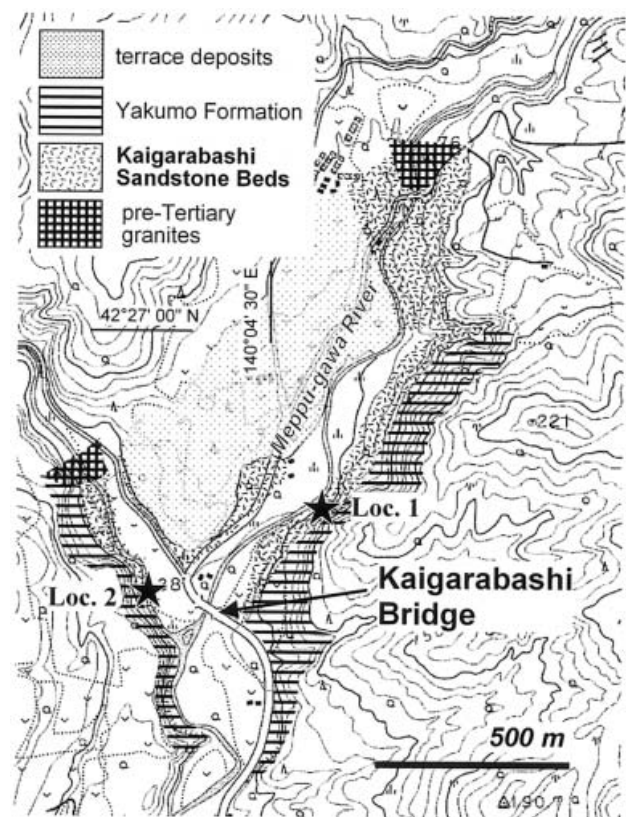 terrace deposits
Yakumo Formation
Kaigarabashi
Sandstone Beds
pre-Tertiary
granites
76
42°27' 00" N
140°04' 30" E
Meppu-gawa River
221
Loc. 1
28
Loc. 2
Kaigarabashi
Bridge
500 m